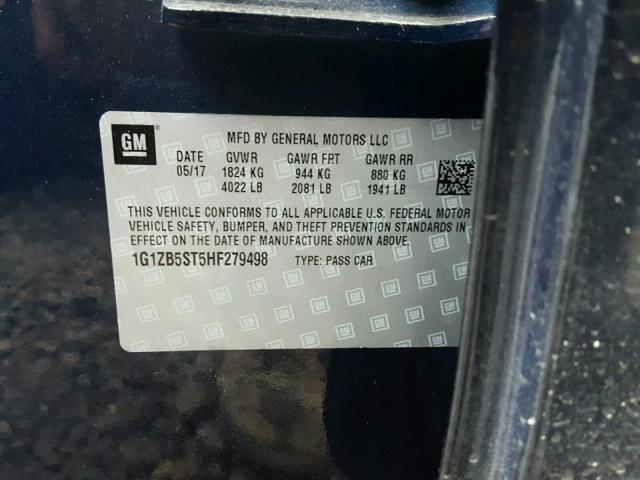 GM
MFD BY GENERAL MOTORS LLC
DATE GVWR GAWR FRT GAWR RR
05/17 1824 KG 944 KG 880 KG
4022 LB 2081 LB 1941 LB
THIS VEHICLE CONFORMS TO ALL APPLICABLE U.S. FEDERAL MOTOR
VEHICLE SAFETY, BUMPER, AND THEFT PREVENTION STANDARDS IN
EFFECT ON THE DATE OF MANUFACTURE SHOWN ABOVE.
1G1ZB5ST5HF279498 TYPE: PASS CAR